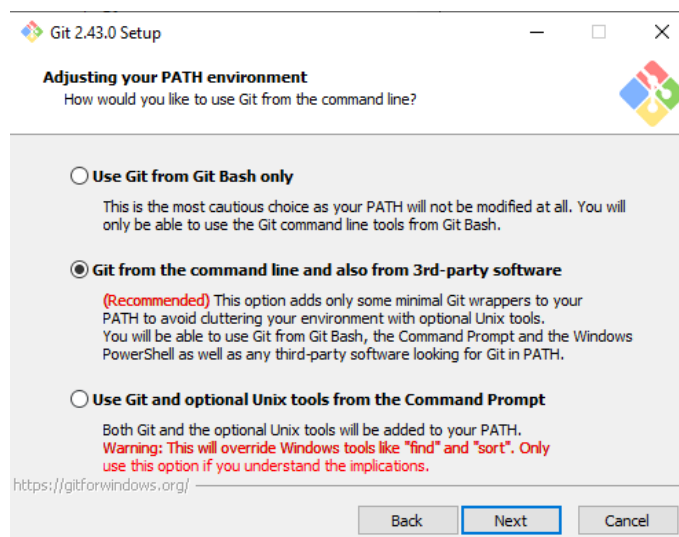 Git 2.43.0 Setup
Adjusting your PATH environment
How would you like to use Git from the command line?
Use Git from Git Bash only
This is the most cautious choice as your PATH will not be modified at all. You will
only be able to use the Git command line tools from Git Bash.
Git from the command line and also from 3rd-party software
(Recommended) This option adds only some minimal Git wrappers to your
PATH to avoid cluttering your environment with optional Unix tools.
You will be able to use Git from Git Bash, the Command Prompt and the Windows
PowerShell as well as any third-party software looking for Git in PATH.
Use Git and optional Unix tools from the Command Prompt
Both Git and the optional Unix tools will be added to your PATH.
Warning: This will override Windows tools like "find" and "sort". Only
use this option if you understand the implications.
https://gitforwindows.org/
Back Next Cancel